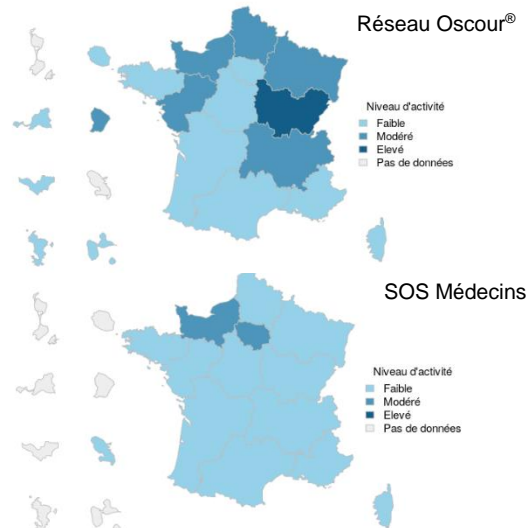 Réseau Oscour®
Niveau d'activité
Faible
Modéré
Elevé
Pas de données
SOS Médecins
Niveau d'activité
Faible
Modéré
Elevé
Pas de données